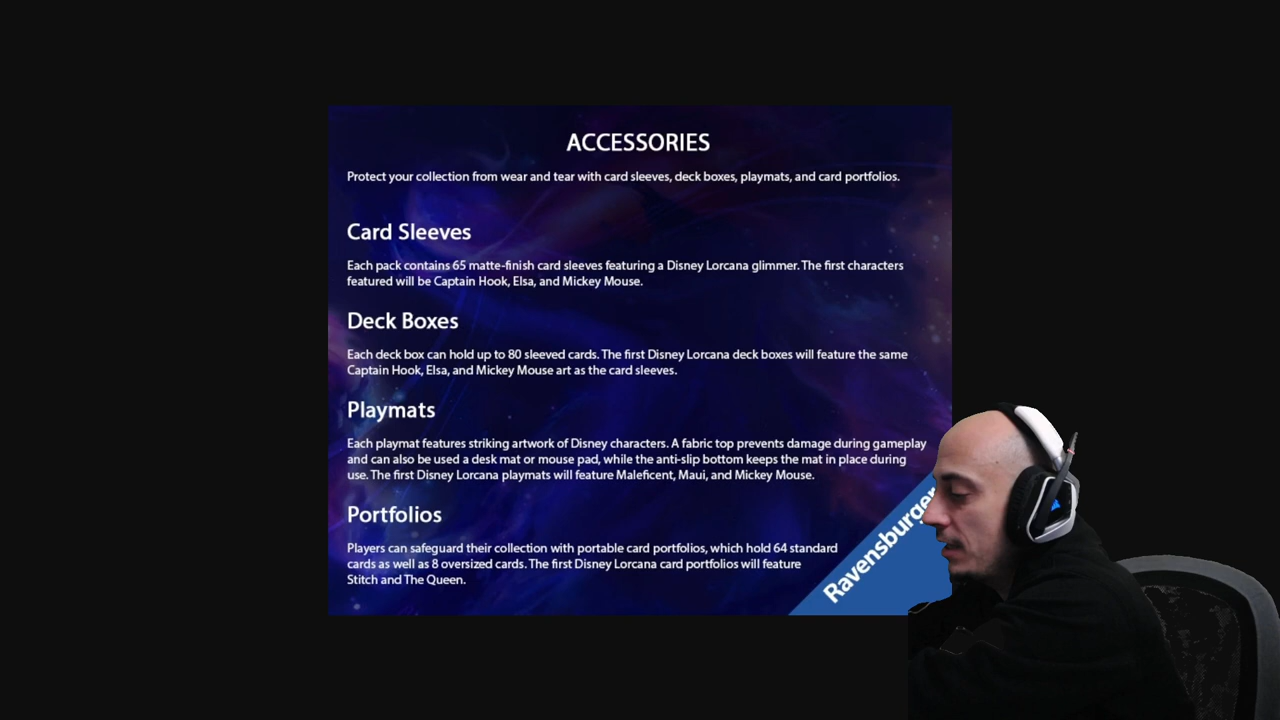 ACCESSORIES
Protect your collection from wear and tear with card sleeves, deck boxes, playmats, and card portfolios.
Card Sleeves
Each pack contains 65 matte-finish card sleeves featuring a Disney Lorcana glimmer. The first characters
featured will be Captain Hook, Elsa, and Mickey Mouse.
Deck Boxes
Each deck box can hold up to 80 sleeved cards. The first Disney Lorcana deck boxes will feature the same
Captain Hook, Elsa, and Mickey Mouse art as the card sleeves.
Playmats
Each playmat features striking artwork of Disney characters. A fabric top prevents damage during gameplay
and can also be used a desk mat or mouse pad, while the anti-slip bottom keeps the mat in place during
use. The first Disney Lorcana playmats will feature Maleficent, Maui, and Mickey Mouse.
Portfolios
Players can safeguard their collection with portable card portfolios, which hold 64 standard
cards as well as 8 oversized cards. The first Disney Lorcana card portfolios will feature
Stitch and The Queen.
Ravensburger